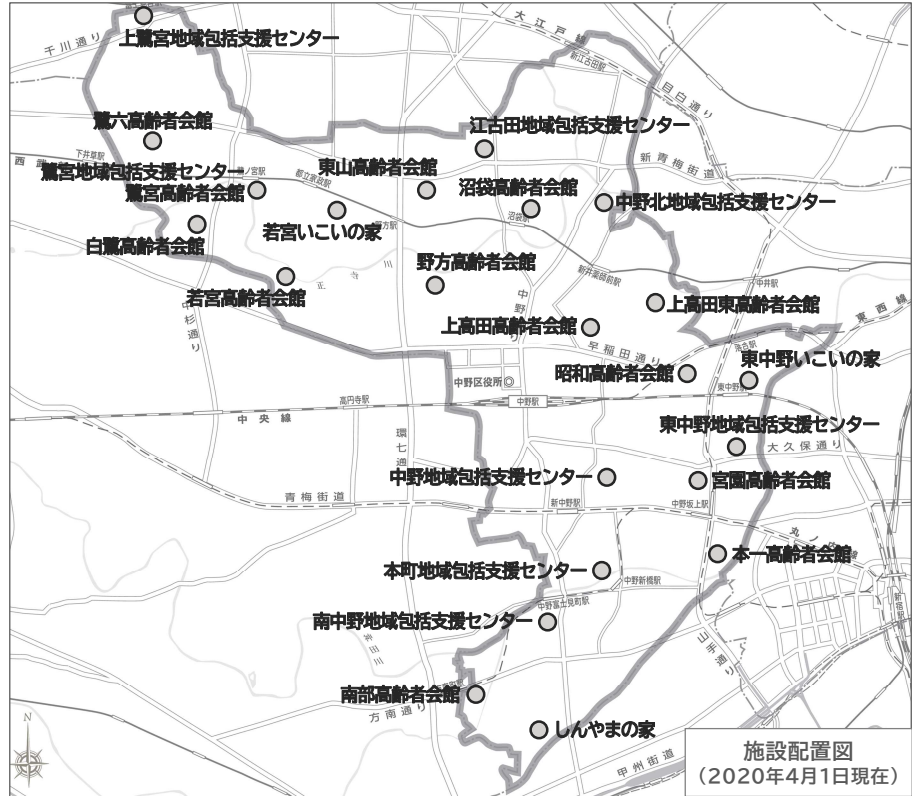 千川通り
上鷺宮地域包括支援センター
大江戸線
新江古田駅
目白通り
鷺六高齢者会館
江古田地域包括支援センター
下井草駅
新青梅街道
鷺宮地域包括支援センター
鷺ノ宮駅
東山高齢者会館
都立家政駅
鷺宮高齢者会館
沼袋高齢者会館
中野北地域包括支援センター
沼袋駅
白鷺高齢者会館
若宮いこいの家
野方駅
野方高齢者会館
新井薬師前駅
中井駅
若宮高齢者会館
上高田東高齢者会館
中杉通り
上高田高齢者会館
早稲田通り
東西線
落合駅
東中野いこいの家
昭和高齢者会館
中野区役所◎
東中野駅
高円寺駅
中野駅
中央線
東中野地域包括支援センター
環七通
大久保通り
中野地域包括支援センター
宮園高齢者会館
青梅街道
新中野駅
中野坂上駅
丸ノ内線
本一高齢者会館
本町地域包括支援センター
中野新橋駅
中野富士見町駅
新宿駅
南中野地域包括支援センター
山手通り
南部高齢者会館
方南通り
しんやまの家
甲州街道
N
施設配置図
(2020年4月1日現在)